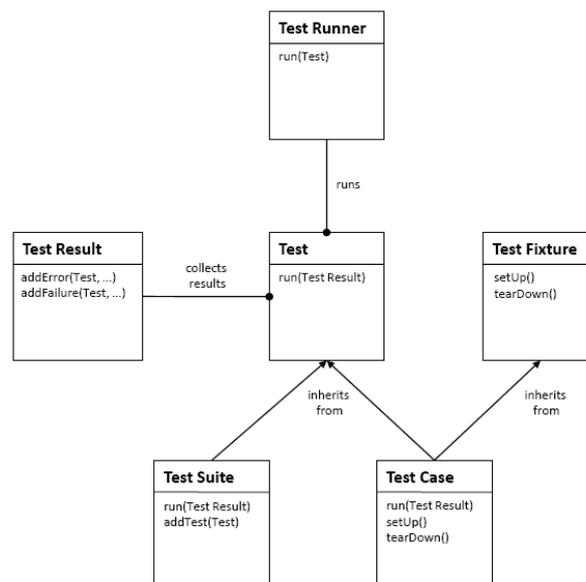 Test Runner
run(Test)
runs
Test Result
addError(Test, ...)
addFailure(Test, ...)
collects
results
Test
run(Test Result)
Test Fixture
setUp()
tearDown()
inherits
from
inherits
from
Test Suite
run(Test Result)
addTest(Test)
Test Case
run(Test Result)
setUp()
tearDown()